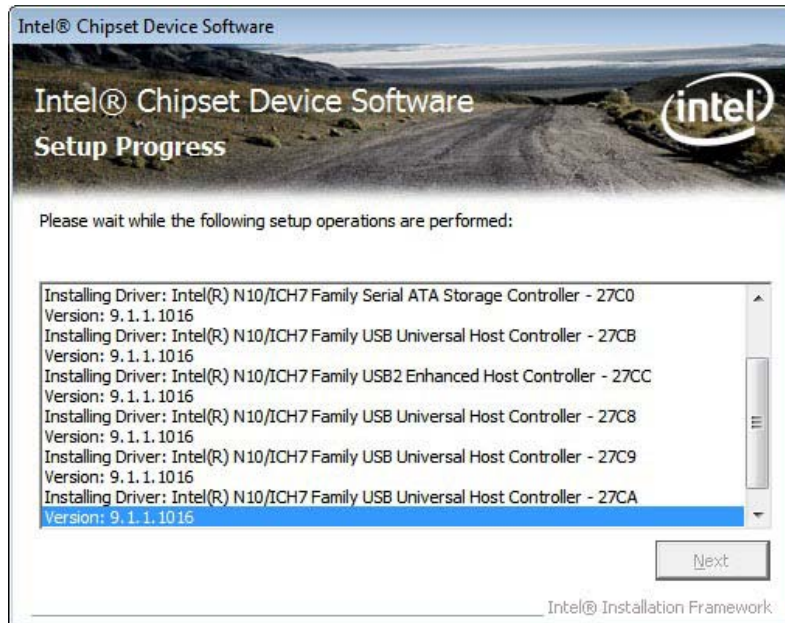 Intel® Chipset Device Software
Intel® Chipset Device Software
intel
Setup Progress
Please wait while the following setup operations are performed:
Installing Driver: Intel(R) N10/ICH7 Family Serial ATA Storage Controller - 27C0
Version: 9.1.1.1016
Installing Driver: Intel(R) N10/ICH7 Family USB Universal Host Controller - 27CB
Version: 9.1.1.1016
Installing Driver: Intel(R) N10/ICH7 Family USB2 Enhanced Host Controller - 27CC
Version: 9.1.1.1016
Installing Driver: Intel(R) N10/ICH7 Family USB Universal Host Controller - 27C8
Version: 9.1.1.1016
Installing Driver: Intel(R) N10/ICH7 Family USB Universal Host Controller - 27C9
Version: 9.1.1.1016
Installing Driver: Intel(R) N10/ICH7 Family USB Universal Host Controller - 27CA
Version: 9.1.1.1016
Next
Intel® Installation Framework